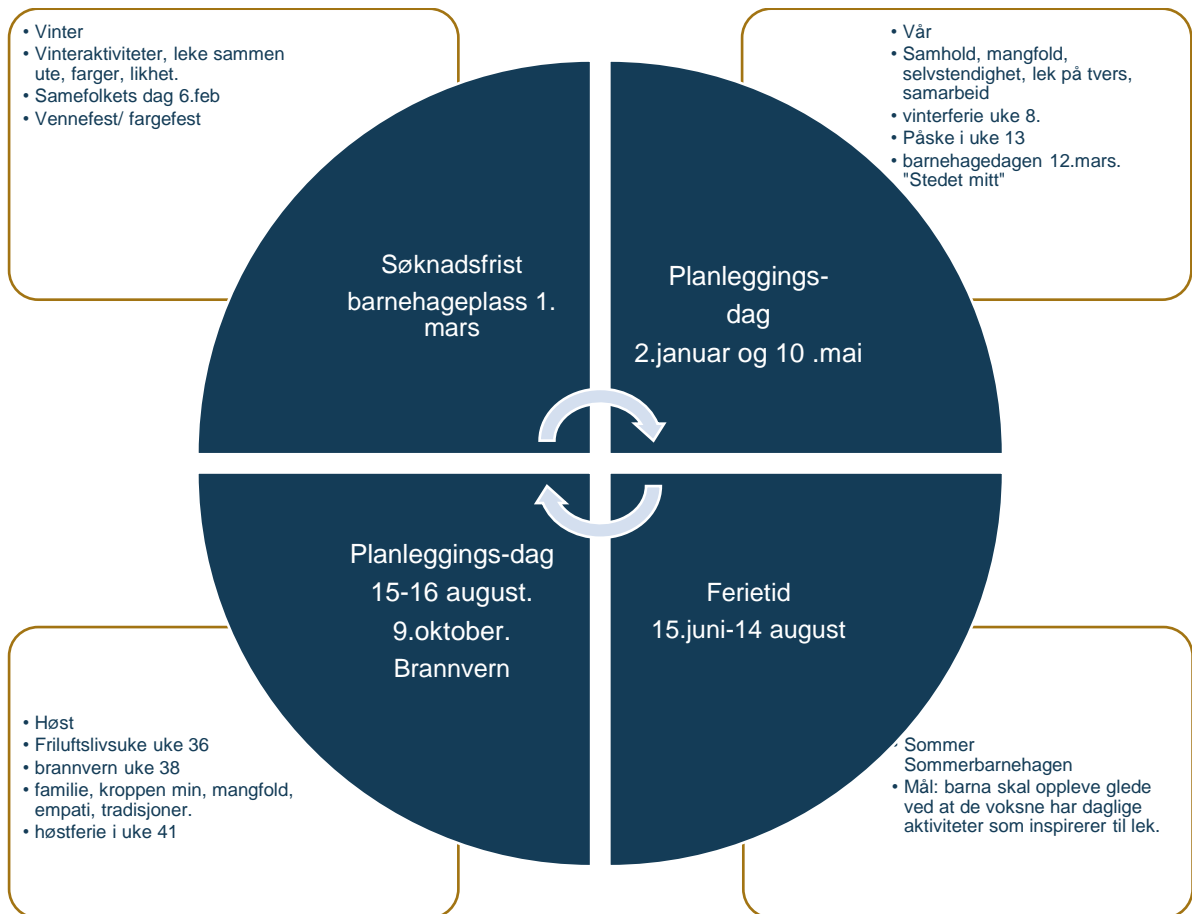 • Vinter
• Vinteraktiviteter, leke sammen
ute, farger, likhet.
• Samefolkets dag 6.feb
• Vennefest/ fargefest
• Vår
• Samhold, mangfold,
selvstendighet, lek på tvers,
samarbeid
• vinterferie uke 8.
• Påske i uke 13
• barnehagedagen 12.mars.
"Stedet mitt"
Søknadsfrist
barnehageplass 1.
mars
Planleggings-
dag
2.januar og 10 .mai
Planleggings-dag
15-16 august.
9.oktober.
Brannvern
Ferietid
15.juni-14 august
• Høst
• Friluftslivsuke uke 36
• brannvern uke 38
• familie, kroppen min, mangfold,
empati, tradisjoner.
• høstferie i uke 41
• Sommer
Sommerbarnehagen
• Mål: barna skal oppleve glede
ved at de voksne har daglige
aktiviteter som inspirerer til lek.